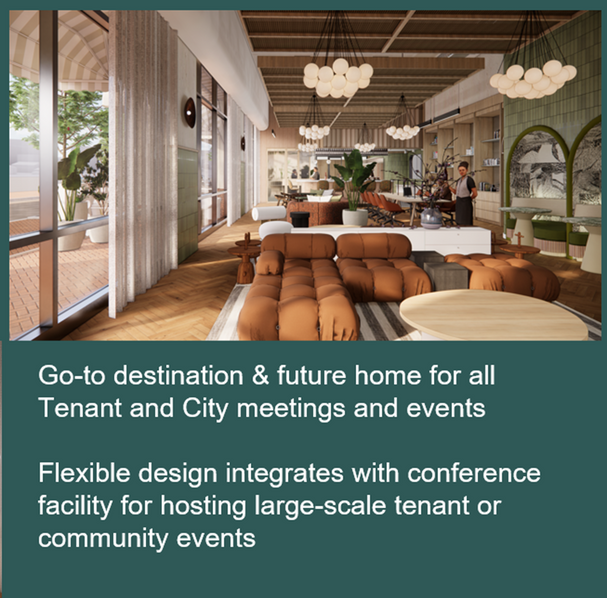 Go-to destination & future home for all
Tenant and City meetings and events
Flexible design integrates with conference
facility for hosting large-scale tenant or
community events